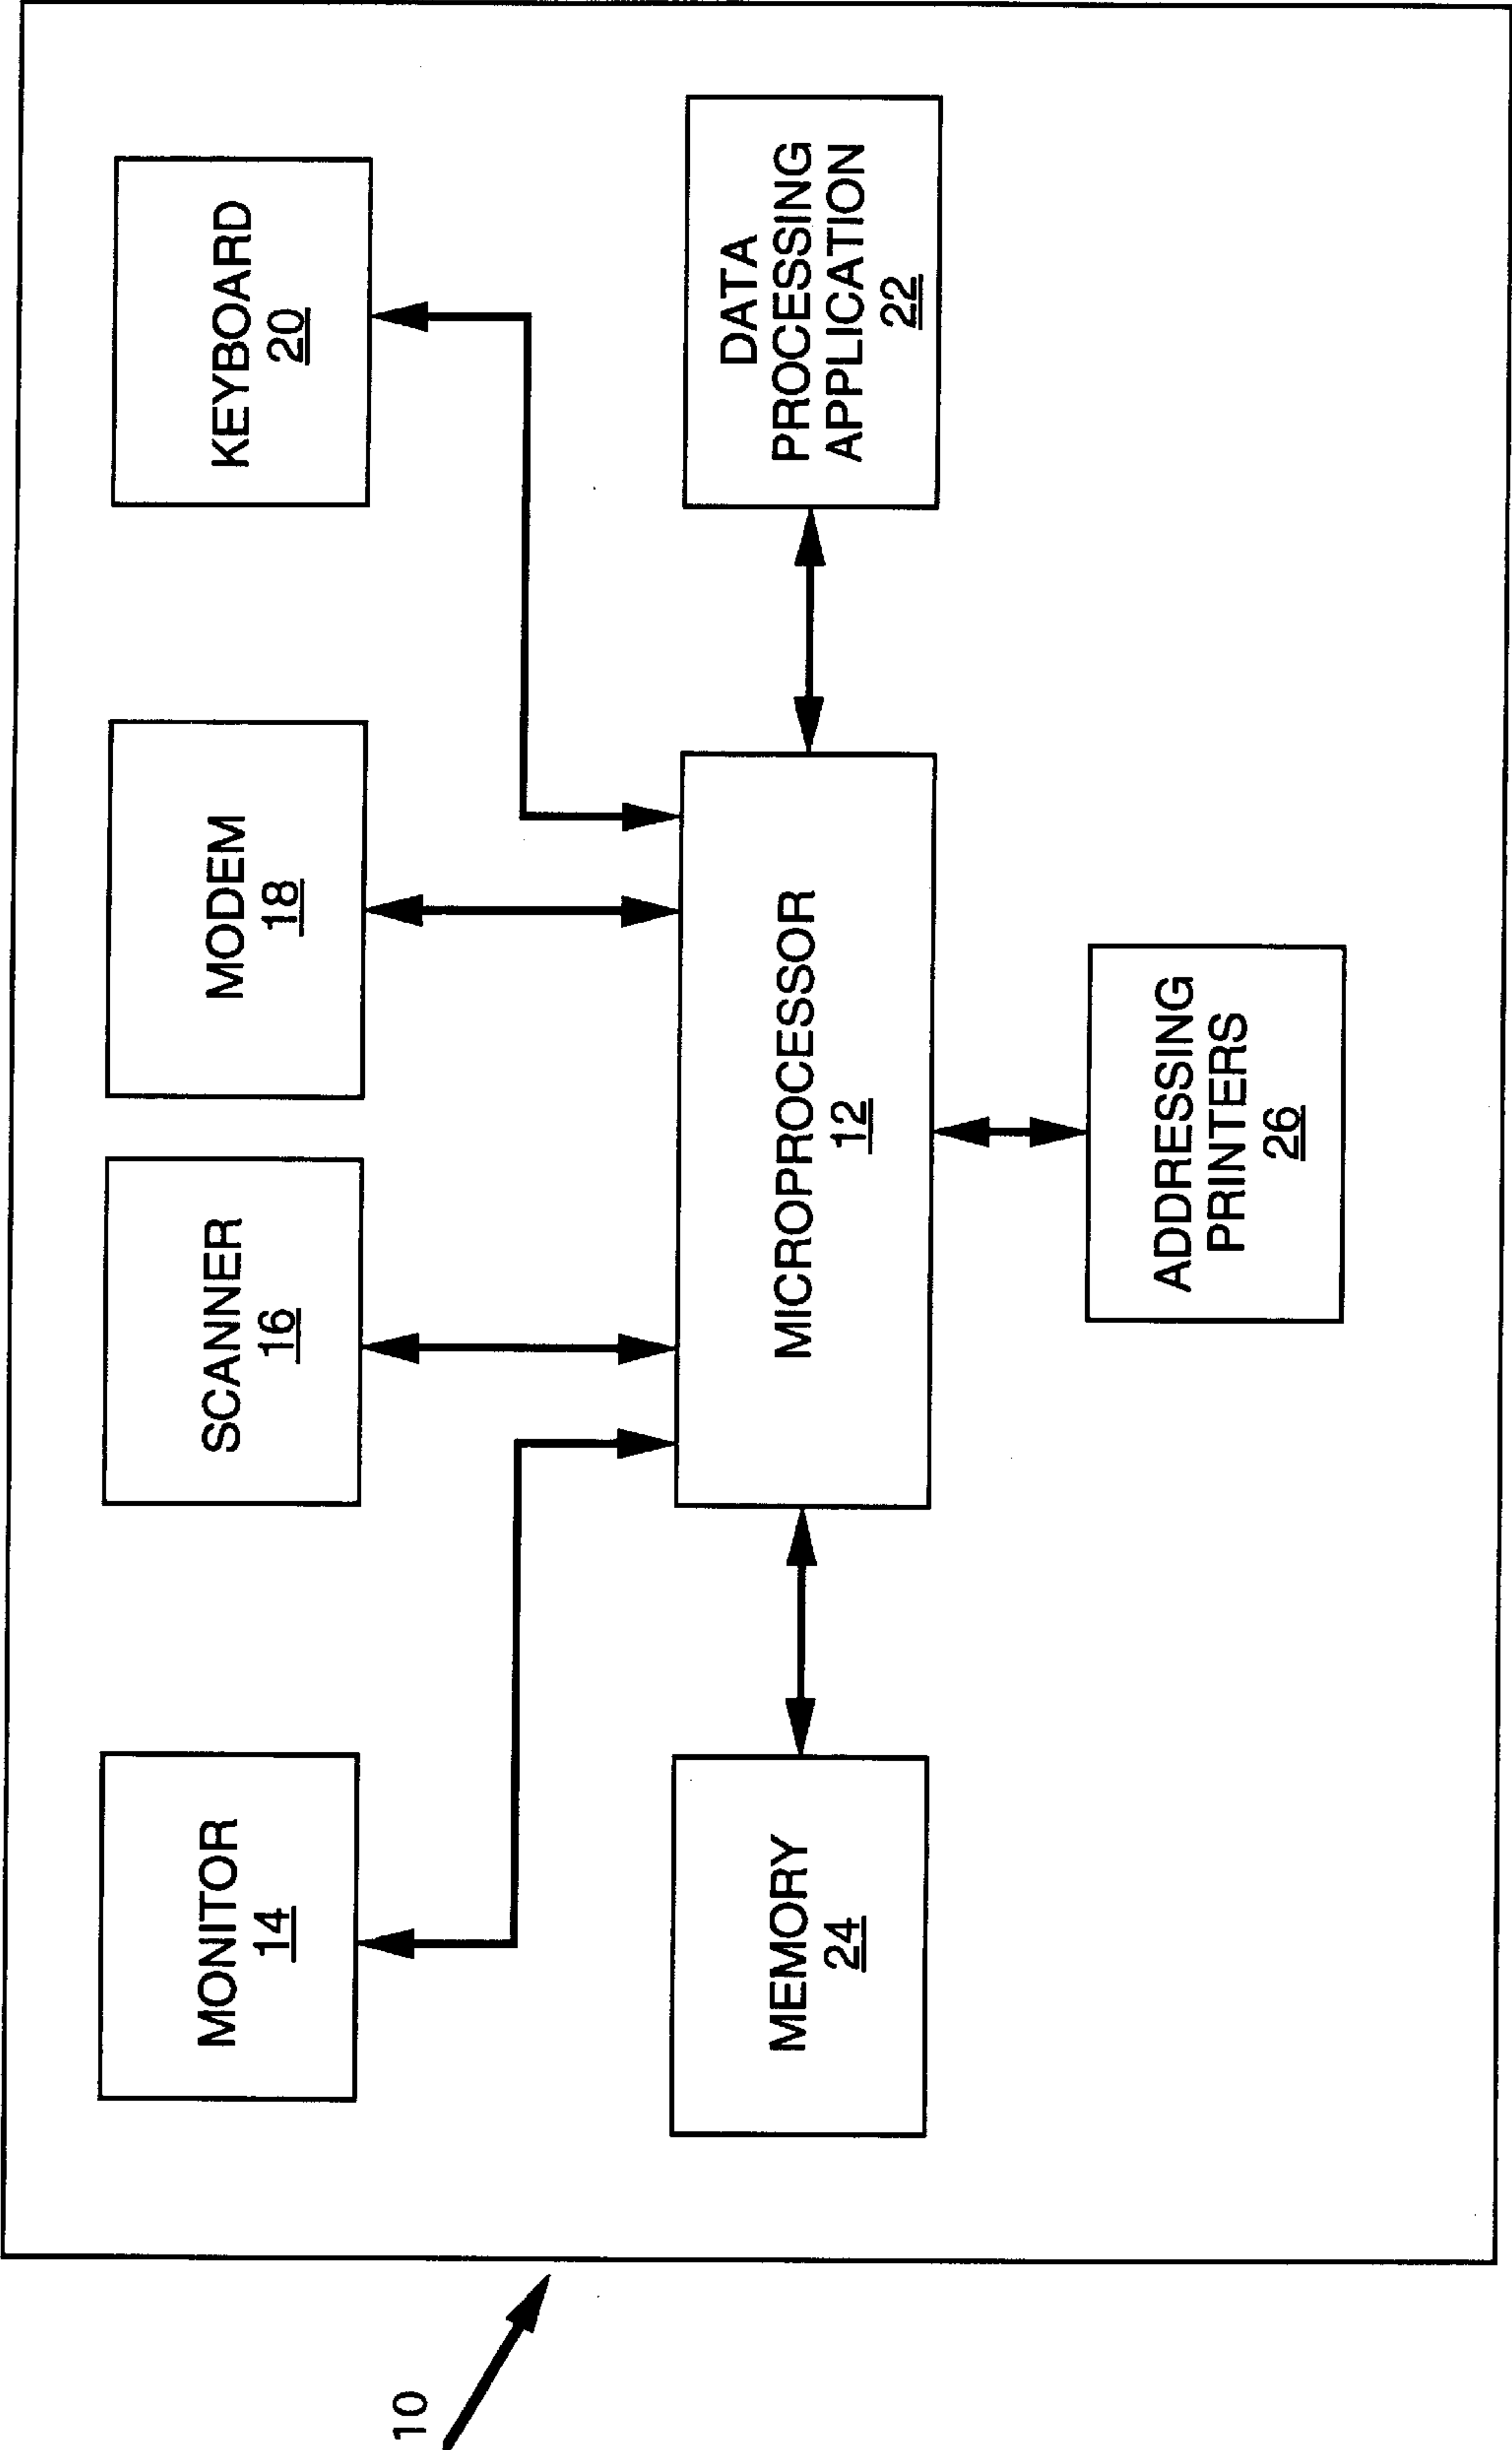 MONITOR
14
SCANNER
16
MODEM
18
KEYBOARD
20
MEMORY
24
MICROPROCESSOR
12
DATA
PROCESSING
APPLICATION
22
ADDRESSING
PRINTERS
26
10